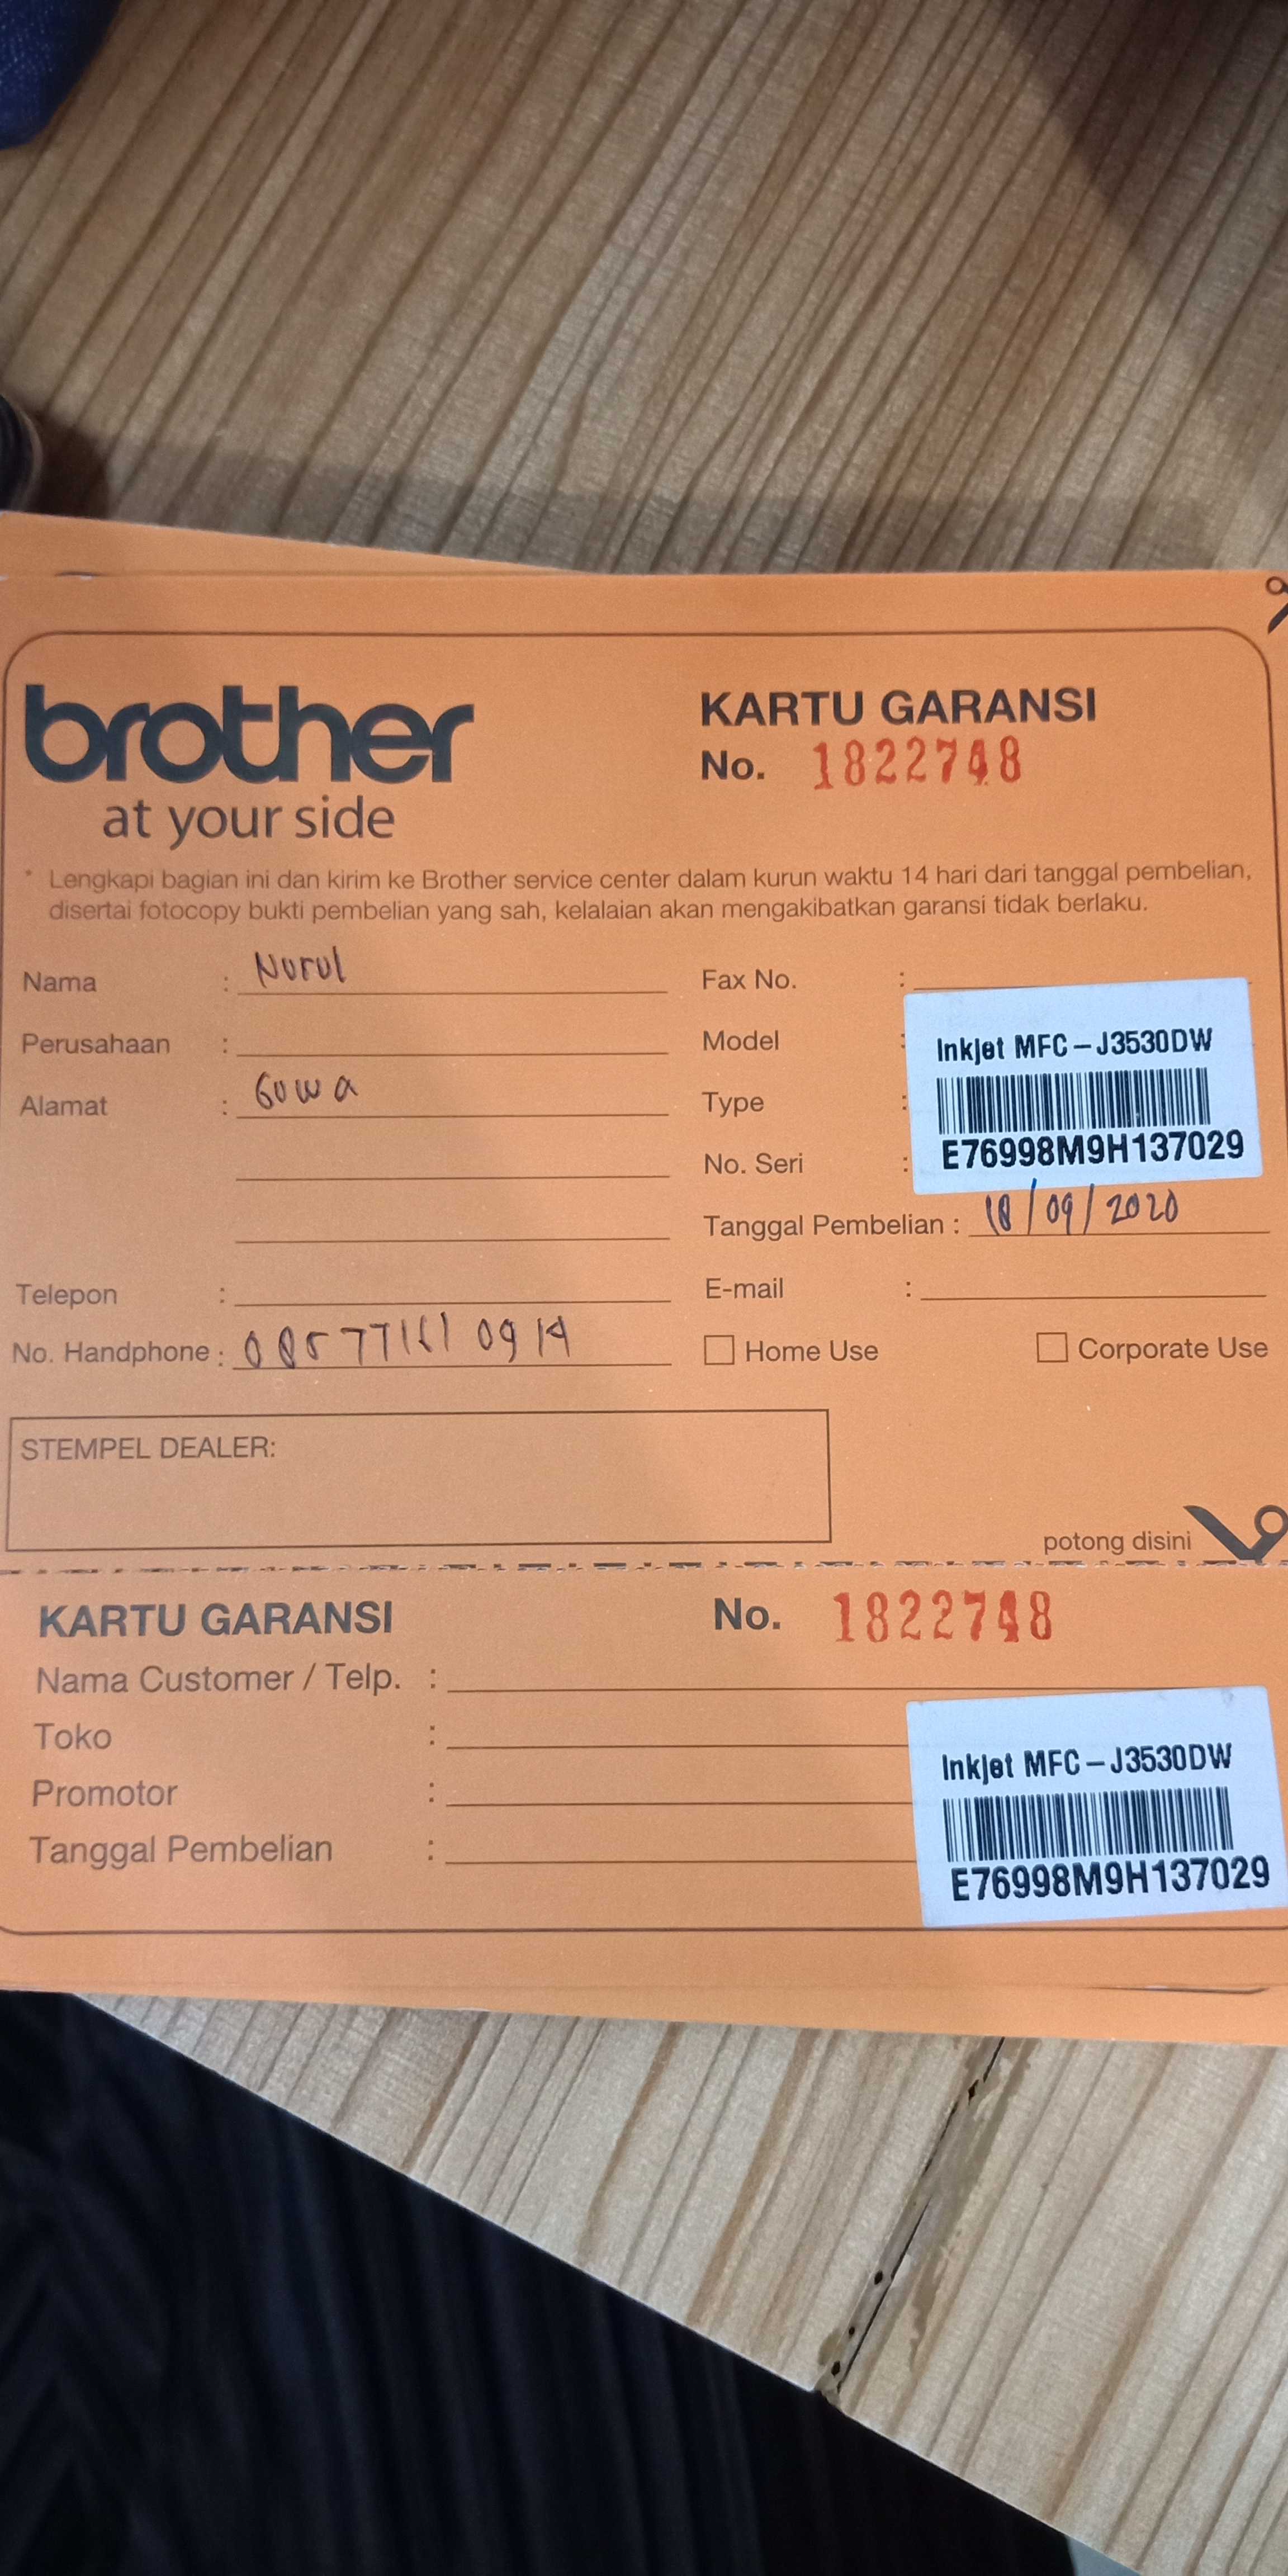 brother
at your side
KARTU GARANSI
No. 1822748
* Lengkapi bagian ini dan kirim ke Brother service center dalam kurun waktu 14 hari dari tanggal pembelian,
disertai fotocopy bukti pembelian yang sah, kelalaian akan mengakibatkan garansi tidak berlaku.
Nama : Nurul
Perusahaan :
Alamat : Gowa
Telepon :
No. Handphone :
Fax No. :
Model :
Type :
No. Seri :
Inkjet MFC-J3530DW
E76998M9H137029
Tanggal Pembelian : 18/09/2020
E-mail :
Home Use
Corporate Use
STEMPEL DEALER:
potong disini
KARTU GARANSI No. 1822748
Nama Customer / Telp. :
Toko :
Promotor :
Tanggal Pembelian :
Inkjet MFC-J3530DW
E76998M9H137029